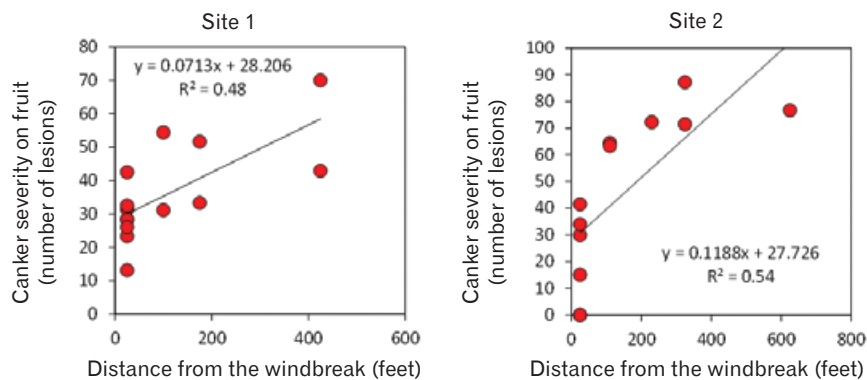 Site 1
Canker severity on fruit
(number of lesions)
80
70
60
50
40
30
20
10
0
y = 0.0713x + 28.206
R² = 0.48
0 200 400 600
Distance from the windbreak (feet)
Site 2
Canker severity on fruit
(number of lesions)
100
90
80
70
60
50
40
30
20
10
0
y = 0.1188x + 27.726
R² = 0.54
0 200 400 600 800
Distance from the windbreak (feet)